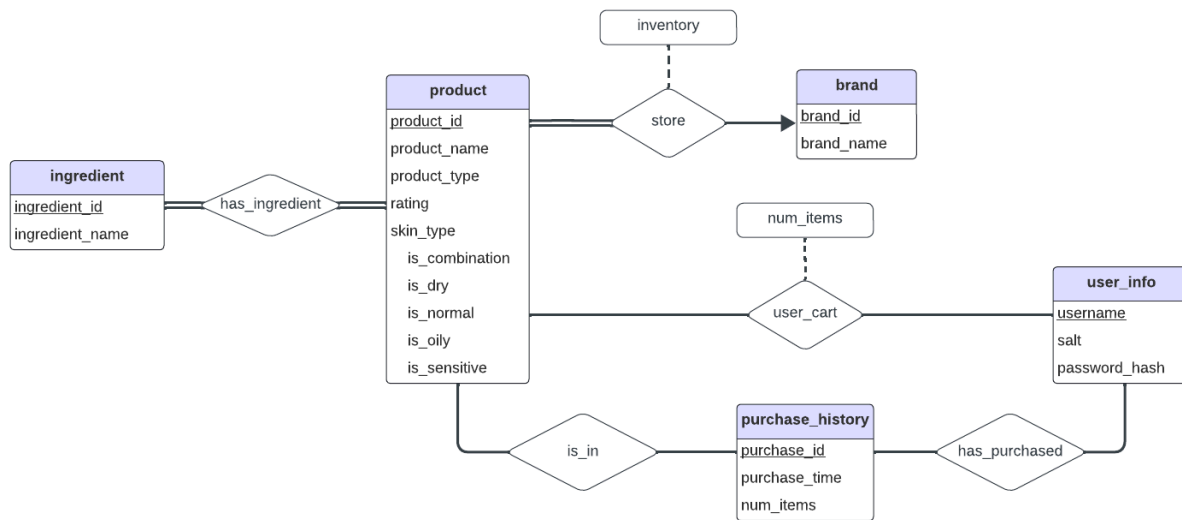 inventory
product
product_id
product_name
product_type
rating
skin_type
is_combination
is_dry
is_normal
is_oily
is_sensitive
store
brand
brand_id
brand_name
ingredient
ingredient_id
ingredient_name
has_ingredient
num_items
user_cart
user_info
username
salt
password_hash
is_in
purchase_history
purchase_id
purchase_time
num_items
has_purchased